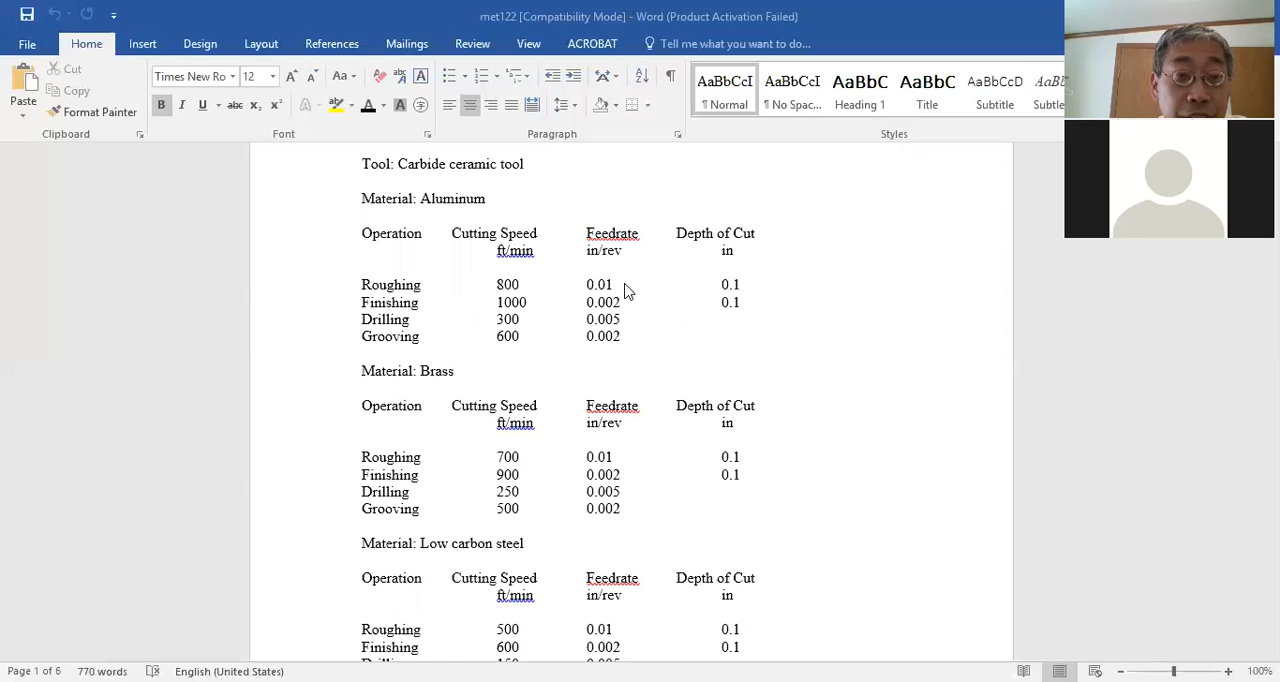 met122 [Compatibility Mode] - Word (Product Activation Failed)
File Home Insert Design Layout References Mailings Review View ACROBAT Tell me what you want to do...
Paste
Cut
Copy
Format Painter
Times New Ro 12
AaBbCcI AaBbCcI AaBbC AaBbC AaBbCcD AaBb
¶ Normal ¶ No Spec... Heading 1 Title Subtitle Subtle
Clipboard Font Paragraph Styles
Tool: Carbide ceramic tool
Material: Aluminum
Operation Cutting Speed Feedrate Depth of Cut
ft/min in/rev in
Roughing 800 0.01 0.1
Finishing 1000 0.002 0.1
Drilling 300 0.005
Grooving 600 0.002
Material: Brass
Operation Cutting Speed Feedrate Depth of Cut
ft/min in/rev in
Roughing 700 0.01 0.1
Finishing 900 0.002 0.1
Drilling 250 0.005
Grooving 500 0.002
Material: Low carbon steel
Operation Cutting Speed Feedrate Depth of Cut
ft/min in/rev in
Roughing 500 0.01 0.1
Finishing 600 0.002 0.1
Page 1 of 6 770 words English (United States) 100%